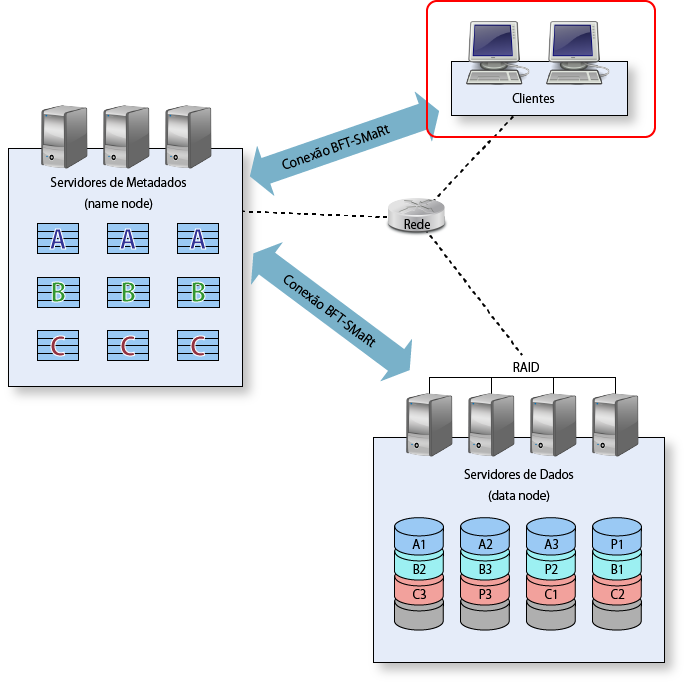 Clientes
Conexão BFT-SMaRt
Servidores de Metadados
(name node)
Rede
A A A
B B B
C C C
Conexão BFT-SMaRt
RAID
Servidores de Dados
(data node)
A1 A2 A3 P1
B2 B3 P2 B1
C3 P3 C1 C2